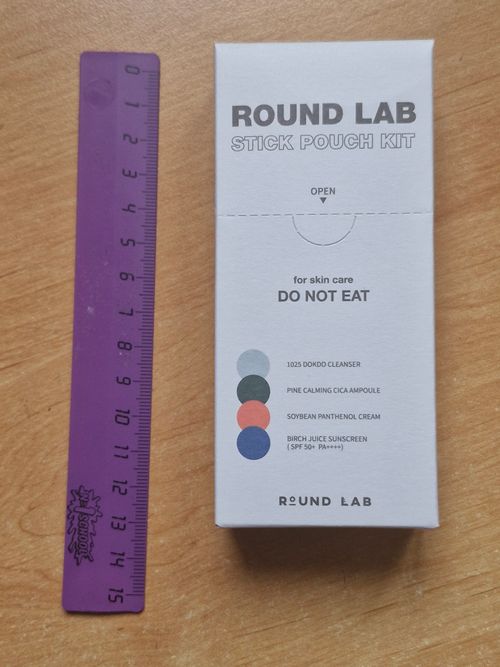 0
1
2
3
4
5
6
7
8
9
10
11
12
13
14
15
ROUND LAB
STICK POUCH KIT
OPEN
for skin care
DO NOT EAT
1025 DOKDO CLEANSER
PINE CALMING CICA AMPOULE
SOYBEAN PANTHENOL CREAM
BIRCH JUICE SUNSCREEN
( SPF 50+ PA++++)
ROUND LAB